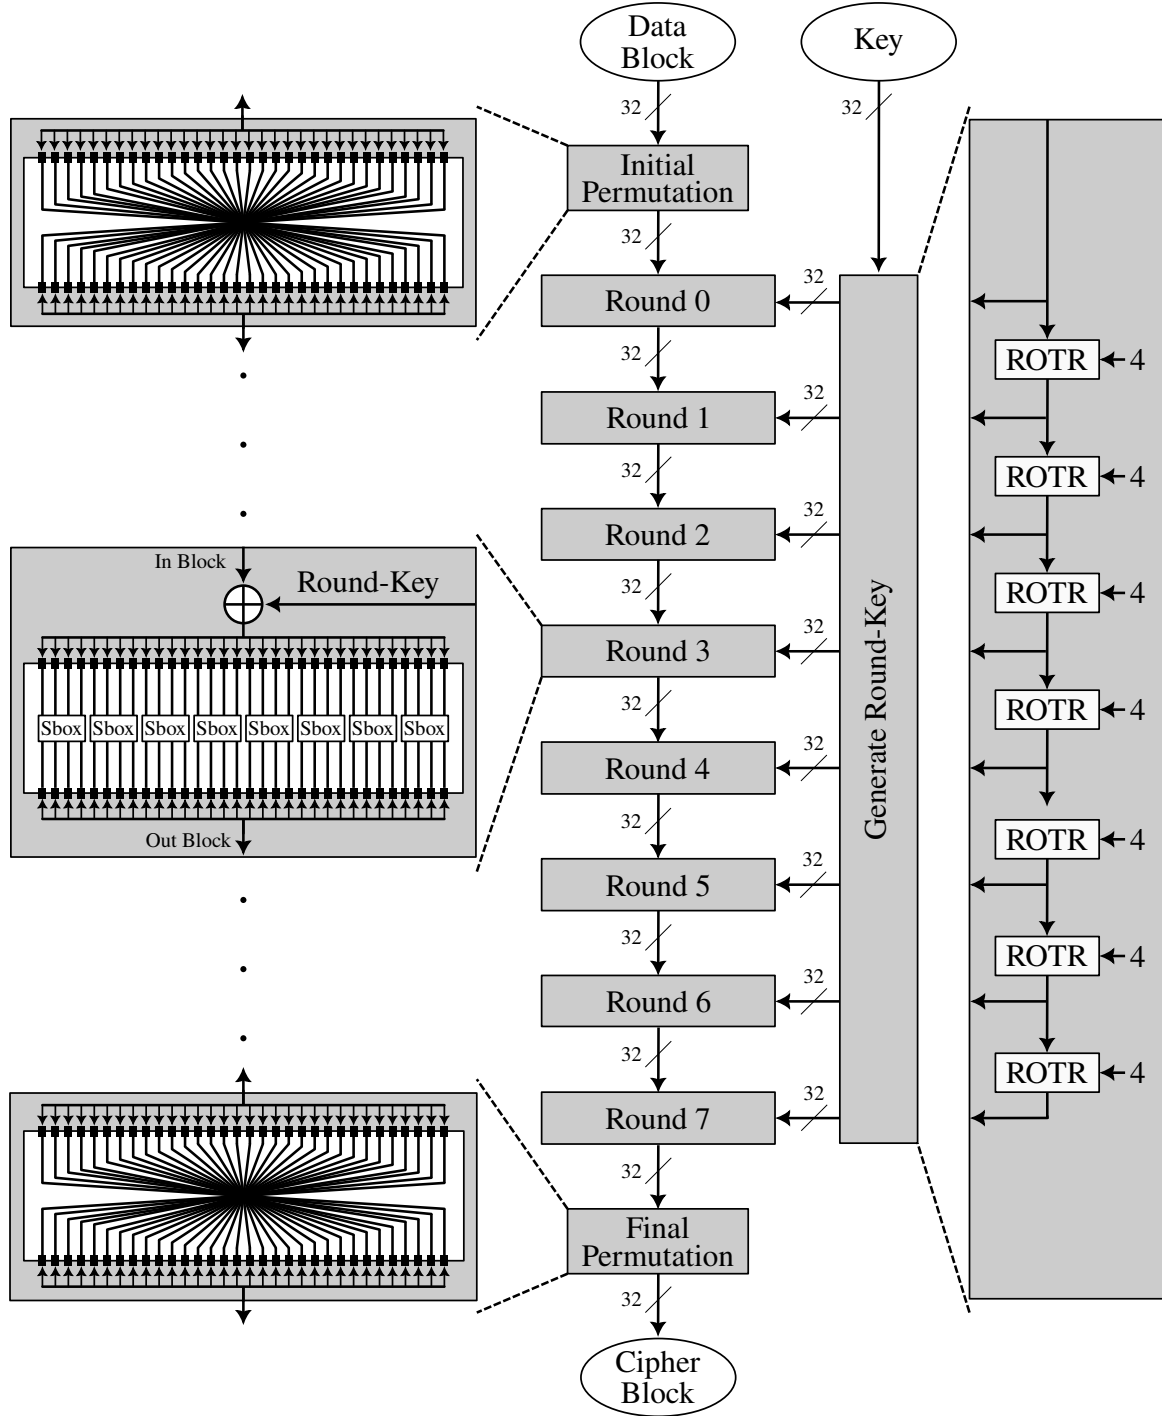 Data
Block
Key
32
32
Initial
Permutation
32
Round 0
32
32
Round 1
32
32
Round 2
32
32
Round 3
32
32
Round 4
32
32
Round 5
32
32
Round 6
32
32
Round 7
32
32
Final
Permutation
32
Cipher
Block
Generate Round-Key
In Block
Round-Key
Sbox Sbox Sbox Sbox Sbox Sbox Sbox Sbox
Out Block
ROTR 4
ROTR 4
ROTR 4
ROTR 4
ROTR 4
ROTR 4
ROTR 4